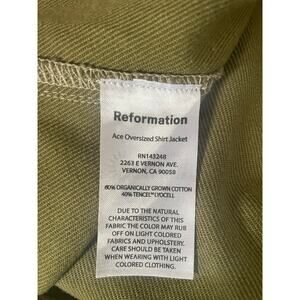 Reformation
Ace Oversized Shirt Jacket
RN143248
2263 E VERNON AVE.
VERNON, CA 90058
60% ORGANICALLY GROWN COTTON
40% TENCEL™ LYOCELL
DUE TO THE NATURAL
CHARACTERISTICS OF THIS
FABRIC THE COLOR MAY RUB
OFF ON LIGHT COLORED
FABRICS AND UPHOLSTERY.
CARE SHOULD BE TAKEN
WHEN WEARING WITH LIGHT
COLORED CLOTHING.